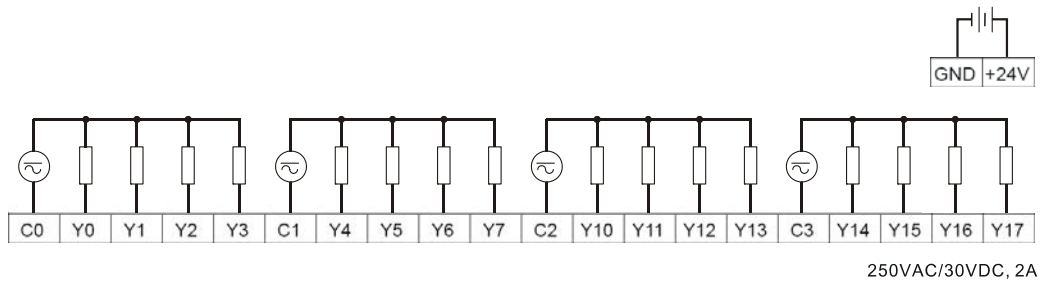 GND +24V
C0 Y0 Y1 Y2 Y3 C1 Y4 Y5 Y6 Y7 C2 Y10 Y11 Y12 Y13 C3 Y14 Y15 Y16 Y17
250VAC/30VDC, 2A